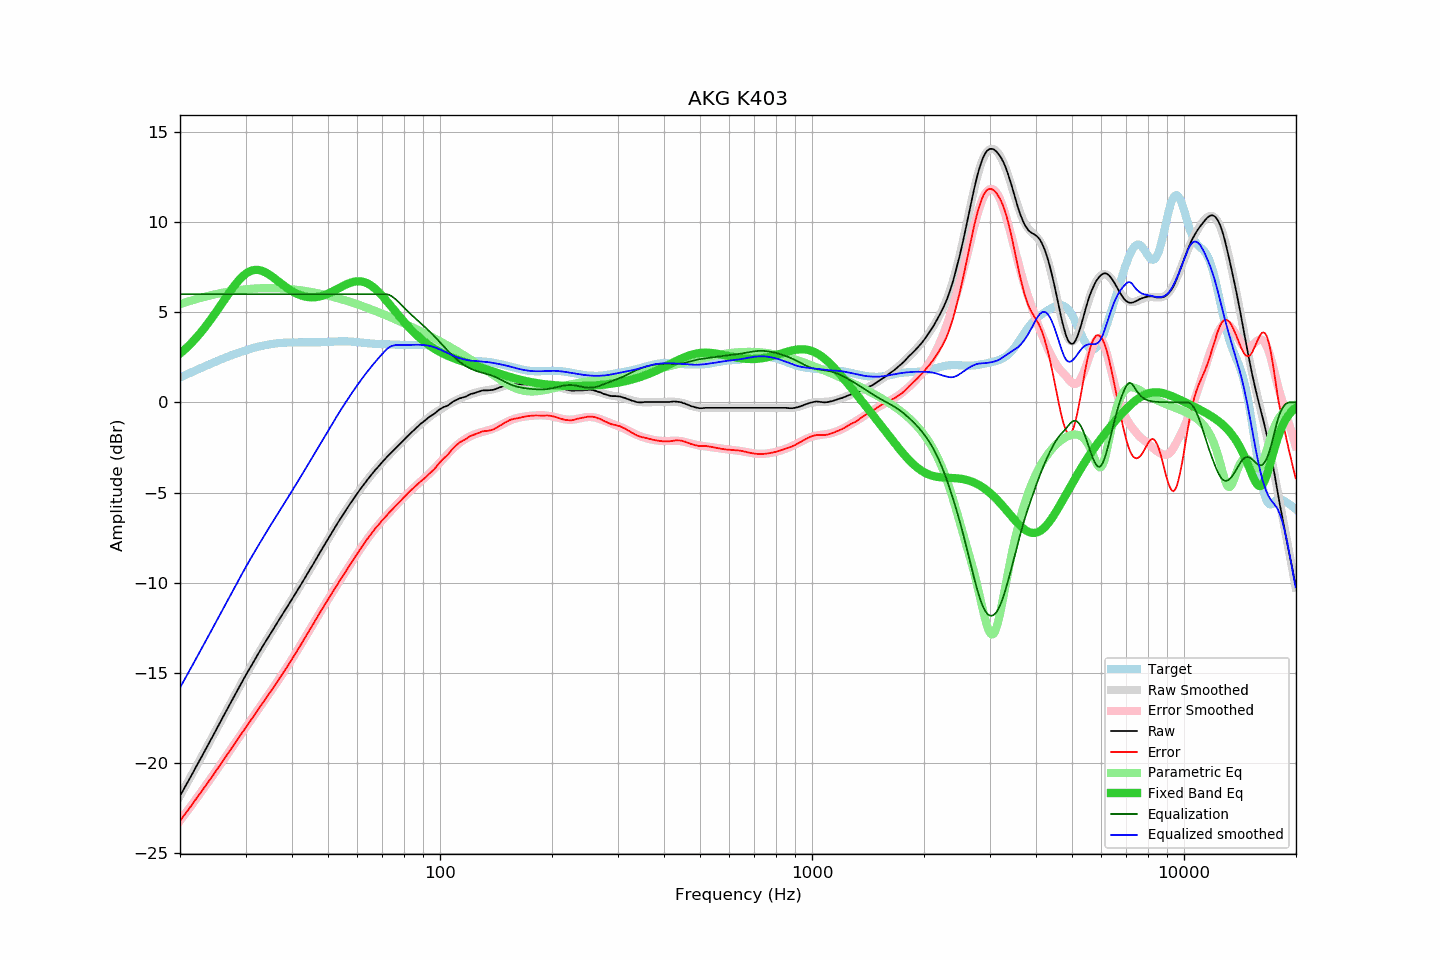 AKG K403
15
10
5
0
−5
−10
−15
−20
−25
Amplitude (dBr)
100
1000
10000
Frequency (Hz)
Target
Raw Smoothed
Error Smoothed
Raw
Error
Parametric Eq
Fixed Band Eq
Equalization
Equalized smoothed